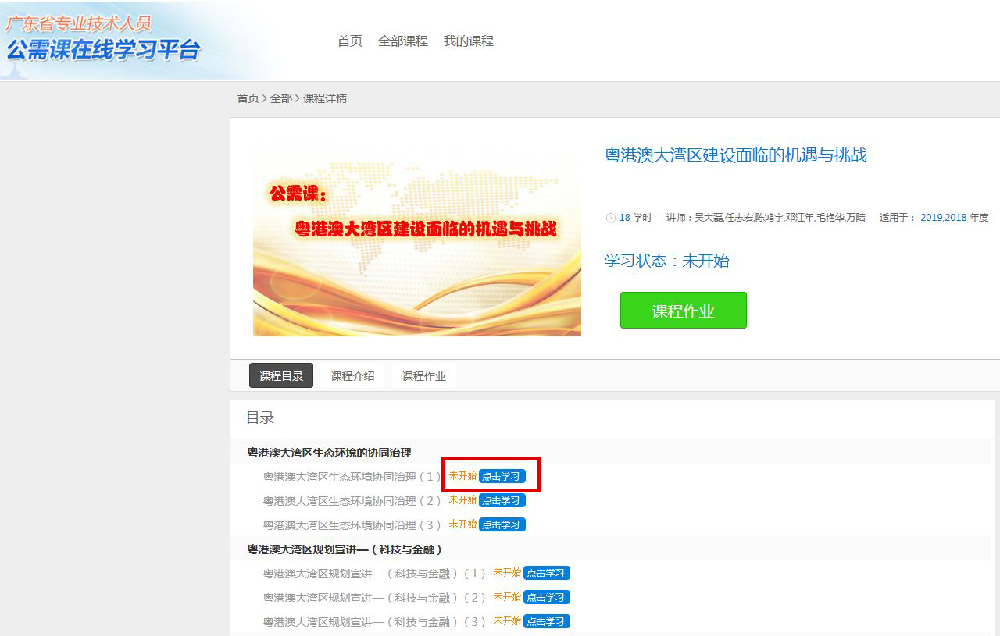 广东省专业技术人员
公需课在线学习平台
首页 全部课程 我的课程
首页 > 全部 > 课程详情
公需课：
粤港澳大湾区建设面临的机遇与挑战
粤港澳大湾区建设面临的机遇与挑战
18 学时 讲师：吴大磊,任志宏,陈鸿宇,邓江年,毛艳华,万陆 适用于： 2019,2018 年度
学习状态：未开始
课程作业
课程目录 课程介绍 课程作业
目录
粤港澳大湾区生态环境的协同治理
粤港澳大湾区生态环境协同治理（1） 未开始 点击学习
粤港澳大湾区生态环境协同治理（2） 未开始 点击学习
粤港澳大湾区生态环境协同治理（3） 未开始 点击学习
粤港澳大湾区规划宣讲—（科技与金融）
粤港澳大湾区规划宣讲—（科技与金融）（1） 未开始 点击学习
粤港澳大湾区规划宣讲—（科技与金融）（2） 未开始 点击学习
粤港澳大湾区规划宣讲—（科技与金融）（3） 未开始 点击学习